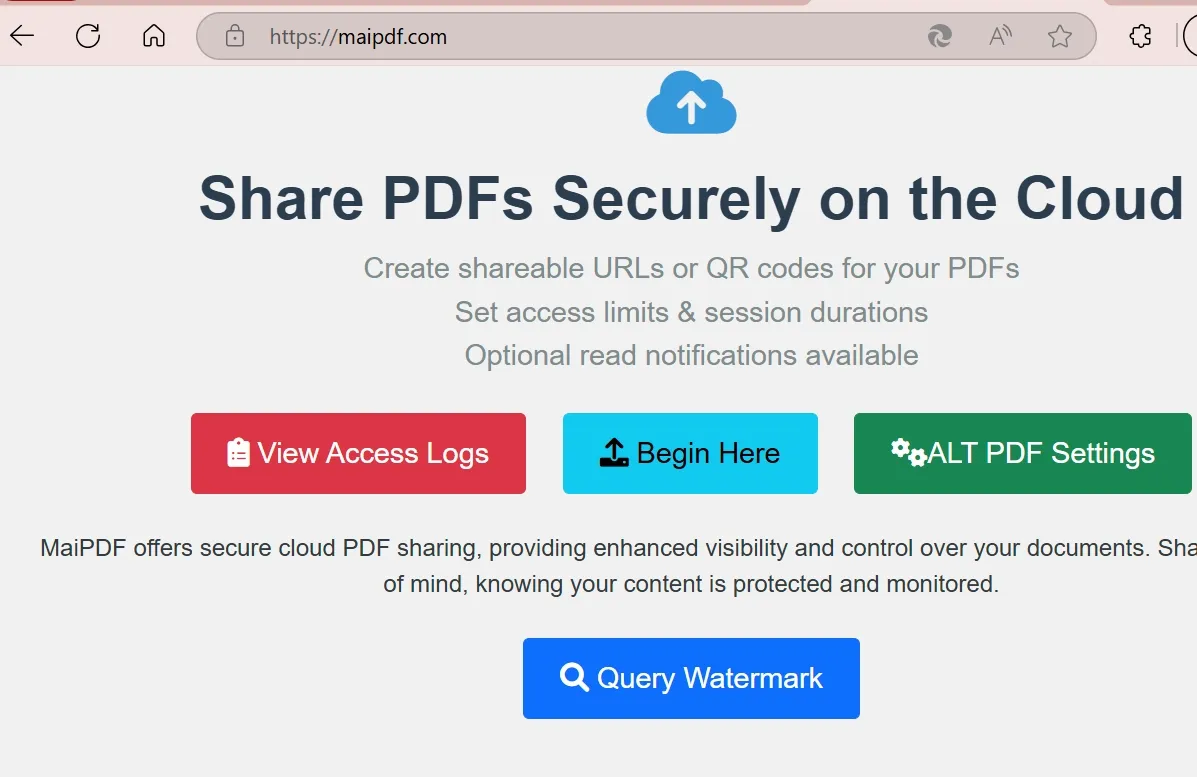 https://maipdf.com
Share PDFs Securely on the Cloud
Create shareable URLs or QR codes for your PDFs
Set access limits & session durations
Optional read notifications available
View Access Logs
Begin Here
ALT PDF Settings
MaiPDF offers secure cloud PDF sharing, providing enhanced visibility and control over your documents.
of mind, knowing your content is protected and monitored.
Query Watermark